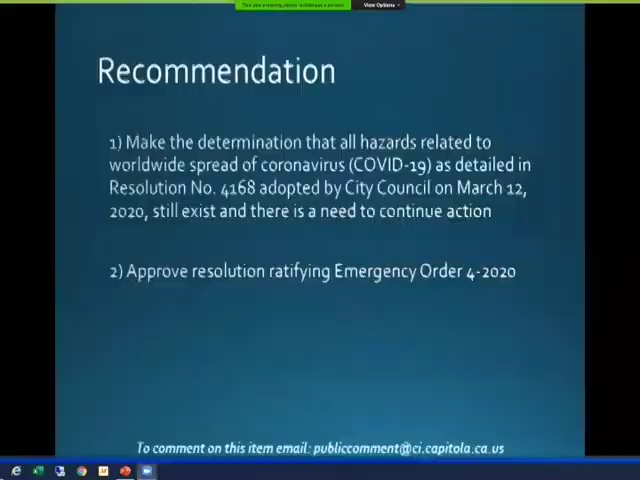 View Options
Recommendation
1) Make the determination that all hazards related to
worldwide spread of coronavirus (COVID-19) as detailed in
Resolution No. 4168 adopted by City Council on March 12,
2020, still exist and there is a need to continue action
2) Approve resolution ratifying Emergency Order 4-2020
To comment on this item email: publiccomment@ci.capitola.ca.us